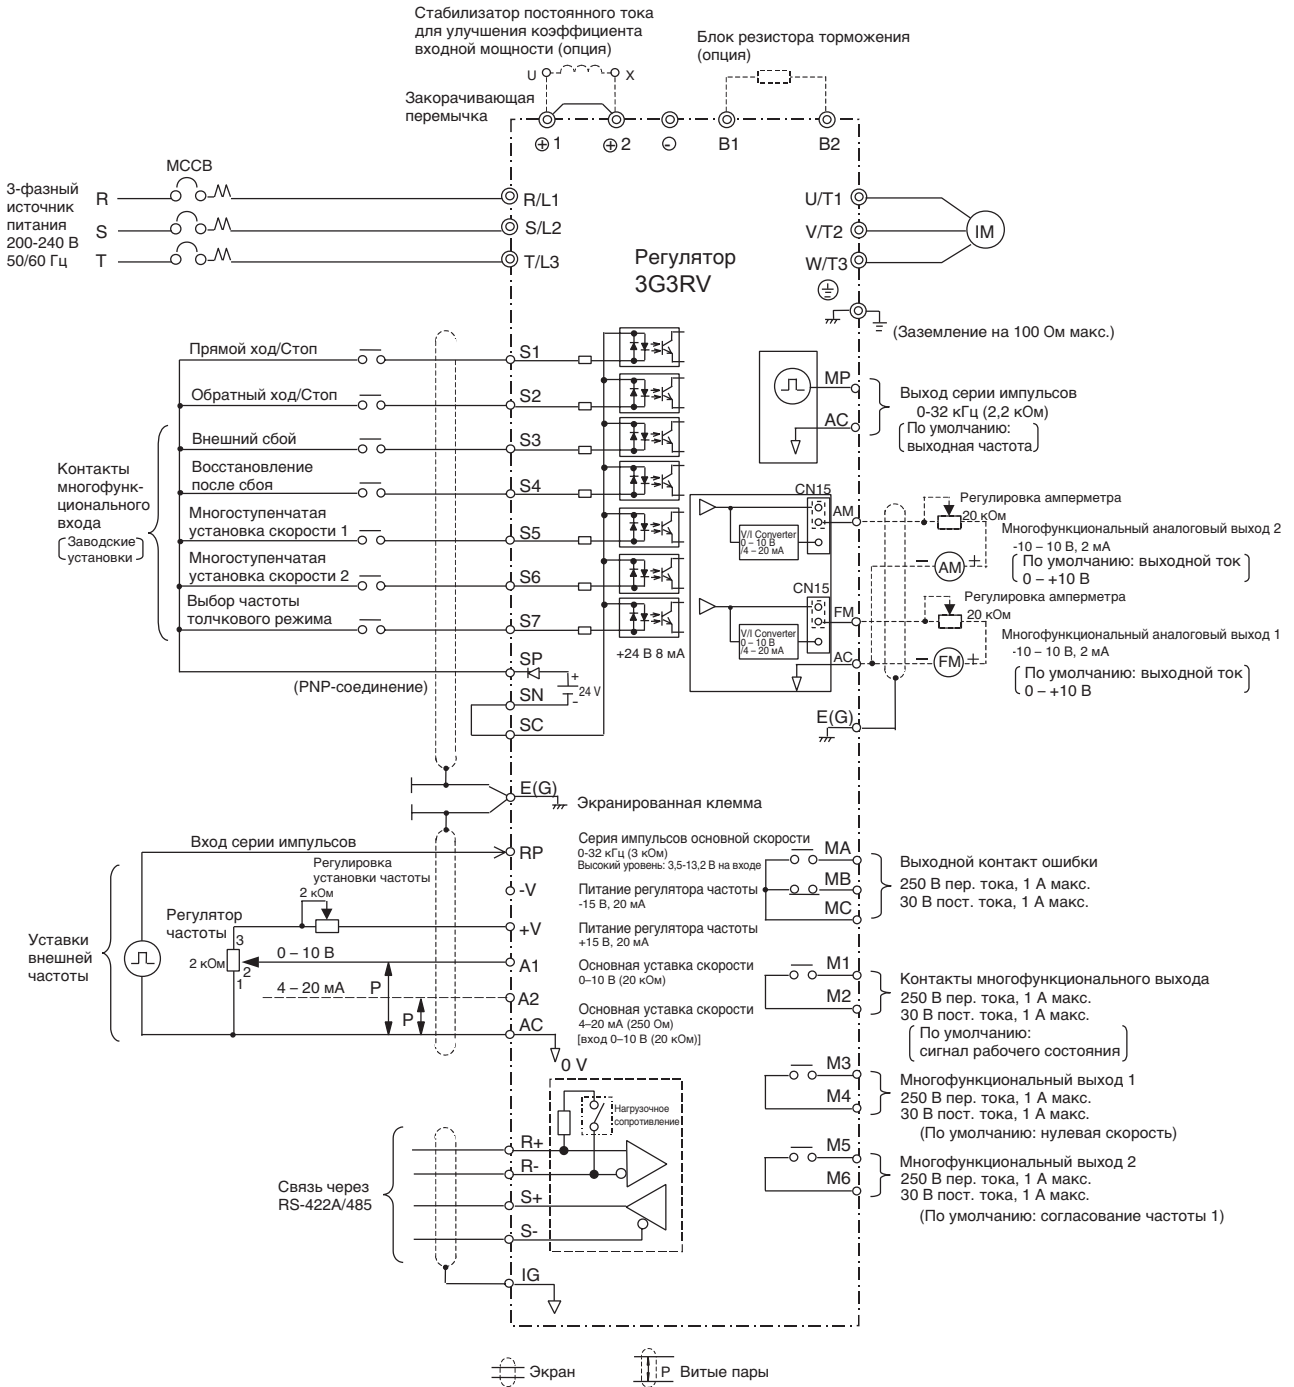 Стабилизатор постоянного тока
для улучшения коэффициента
входной мощности (опция)
U
X
Блок резистора торможения
(опция)
Закорачивающая
перемычка
+ 1
+ 2
-
B1
B2
MCCB
3-фазный
источник
питания
200-240 В
50/60 Гц
R
S
T
R/L1
S/L2
T/L3
Регулятор
3G3RV
U/T1
V/T2
W/T3
IM
(Заземление на 100 Ом макс.)
Прямой ход/Стоп
S1
Обратный ход/Стоп
S2
Внешний сбой
S3
Восстановление
после сбоя
S4
Многоступенчатая
установка скорости 1
S5
Многоступенчатая
установка скорости 2
S6
Выбор частоты
толчкового режима
S7
Контакты
многофунк-
ционального
входа
Заводские
установки
+24 В 8 мА
(PNP-соединение)
SP
SN
SC
+
24 V
-
MP
AC
Выход серии импульсов
0-32 кГц (2,2 кОм)
По умолчанию:
выходная частота
CN15
AM
V/I Converter
0 – 10 В
/4 – 20 мА
Регулировка амперметра
20 кОм
Многофункциональный аналоговый выход 2
-10 – 10 В, 2 мА
По умолчанию: выходной ток
0 – +10 В
–
AM
+
CN15
FM
V/I Converter
0 – 10 В
/4 – 20 мА
AC
Регулировка амперметра
20 кОм
Многофункциональный аналоговый выход 1
-10 – 10 В, 2 мА
По умолчанию: выходной ток
0 – +10 В
–
FM
+
E(G)
E(G)
Экранированная клемма
Вход серии импульсов
RP
Серия импульсов основной скорости
0-32 кГц (3 кОм)
Высокий уровень: 3,5-13,2 В на входе
Регулировка
установки частоты
2 кОм
-V
Питание регулятора частоты
-15 В, 20 мА
Регулятор
частоты
+V
Питание регулятора частоты
+15 В, 20 мА
Уставки
внешней
частоты
3
2 кОм
2
1
0 – 10 В
A1
Основная уставка скорости
0–10 В (20 кОм)
4 – 20 мА
P
P
A2
Основная уставка скорости
4–20 мА (250 Ом)
[вход 0–10 В (20 кОм)]
AC
0 V
MA
MB
MC
Выходной контакт ошибки
250 В пер. тока, 1 А макс.
30 В пост. тока, 1 А макс.
M1
M2
Контакты многофункционального выхода
250 В пер. тока, 1 А макс.
30 В пост. тока, 1 А макс.
По умолчанию:
сигнал рабочего состояния
M3
M4
Многофункциональный выход 1
250 В пер. тока, 1 А макс.
30 В пост. тока, 1 А макс.
(По умолчанию: нулевая скорость)
M5
M6
Многофункциональный выход 2
250 В пер. тока, 1 А макс.
30 В пост. тока, 1 А макс.
(По умолчанию: согласование частоты 1)
Нагрузочное
сопротивление
Связь через
RS-422A/485
R+
R-
S+
S-
IG
Экран
P
Витые пары